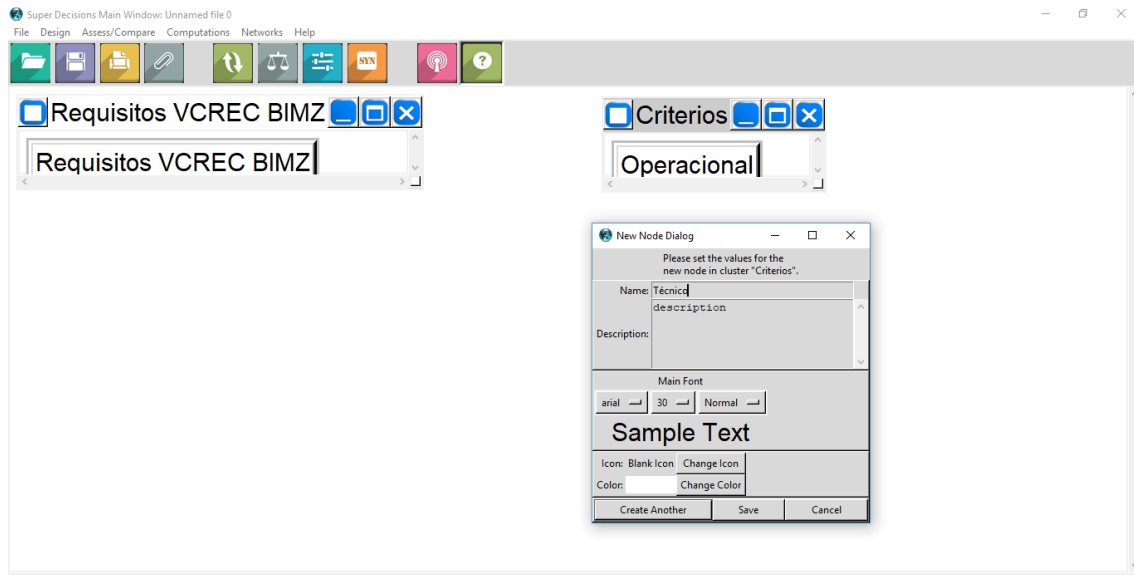 Super Decisions Main Window: Unnamed file 0
File Design Assess/Compare Computations Networks Help
SYN
?
Requisitos VCREC BIMZ
Requisitos VCREC BIMZ
Criterios
Operacional
New Node Dialog
Please set the values for the
new node in cluster "Criterios".
Name: Técnico
description
Description:
Main Font
arial 30 Normal
Sample Text
Icon: Blank Icon Change Icon
Color: Change Color
Create Another Save Cancel